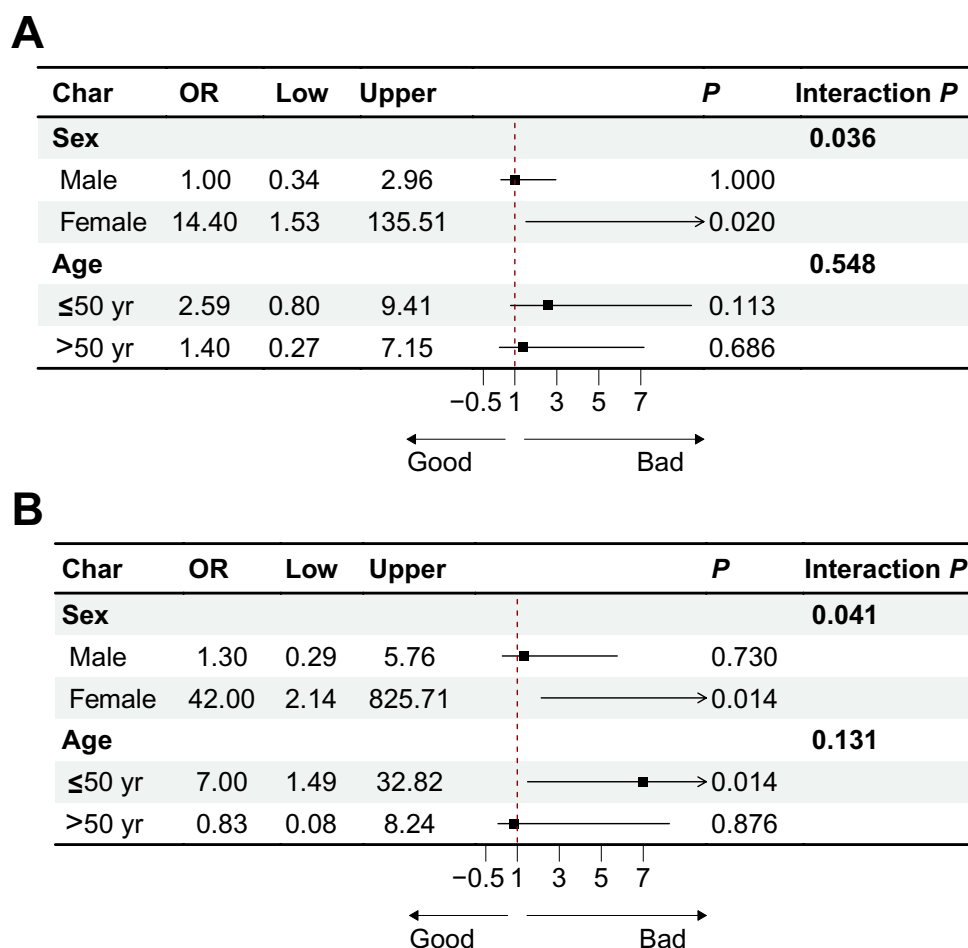 A
Char OR Low Upper P Interaction P
Sex 0.036
Male 1.00 0.34 2.96 1.000
Female 14.40 1.53 135.51 0.020
Age 0.548
≤50 yr 2.59 0.80 9.41 0.113
>50 yr 1.40 0.27 7.15 0.686
−0.5 1 3 5 7
Good Bad
B
Char OR Low Upper P Interaction P
Sex 0.041
Male 1.30 0.29 5.76 0.730
Female 42.00 2.14 825.71 0.014
Age 0.131
≤50 yr 7.00 1.49 32.82 0.014
>50 yr 0.83 0.08 8.24 0.876
−0.5 1 3 5 7
Good Bad